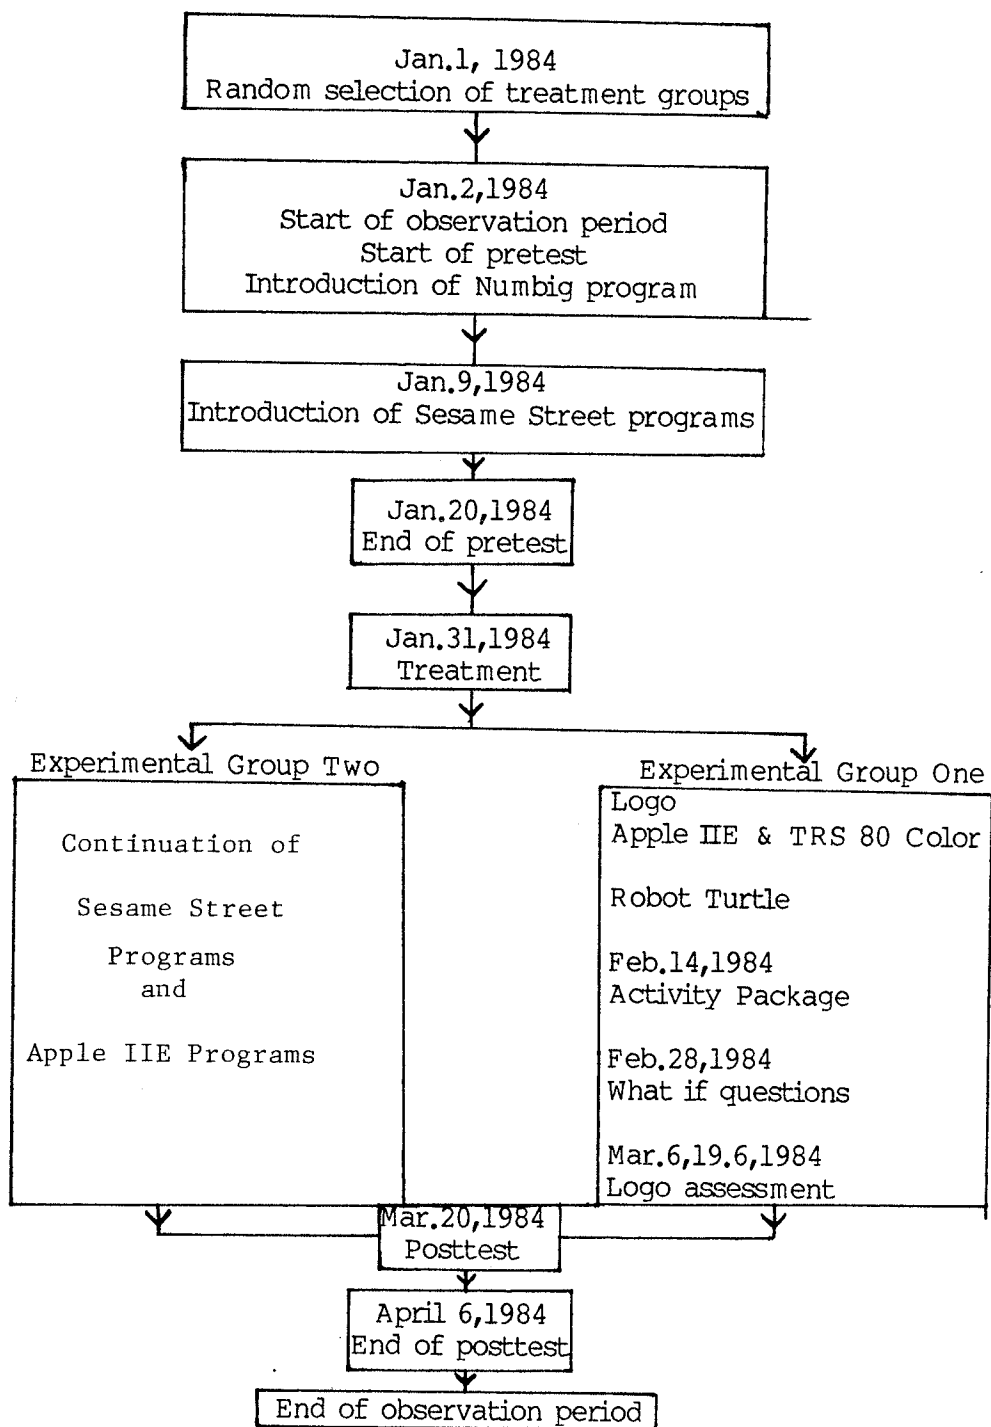 Jan.1, 1984
Random selection of treatment groups
Jan.2,1984
Start of observation period
Start of pretest
Introduction of Numbig program
Jan.9,1984
Introduction of Sesame Street programs
Jan.20,1984
End of pretest
Jan.31,1984
Treatment
Experimental Group Two
Continuation of
Sesame Street
Programs
and
Apple IIE Programs
Experimental Group One
Logo
Apple IIE & TRS 80 Color
Robot Turtle
Feb.14,1984
Activity Package
Feb.28,1984
What if questions
Mar.6,19.6,1984
Logo assessment
Mar.20,1984
Posttest
April 6,1984
End of posttest
End of observation period